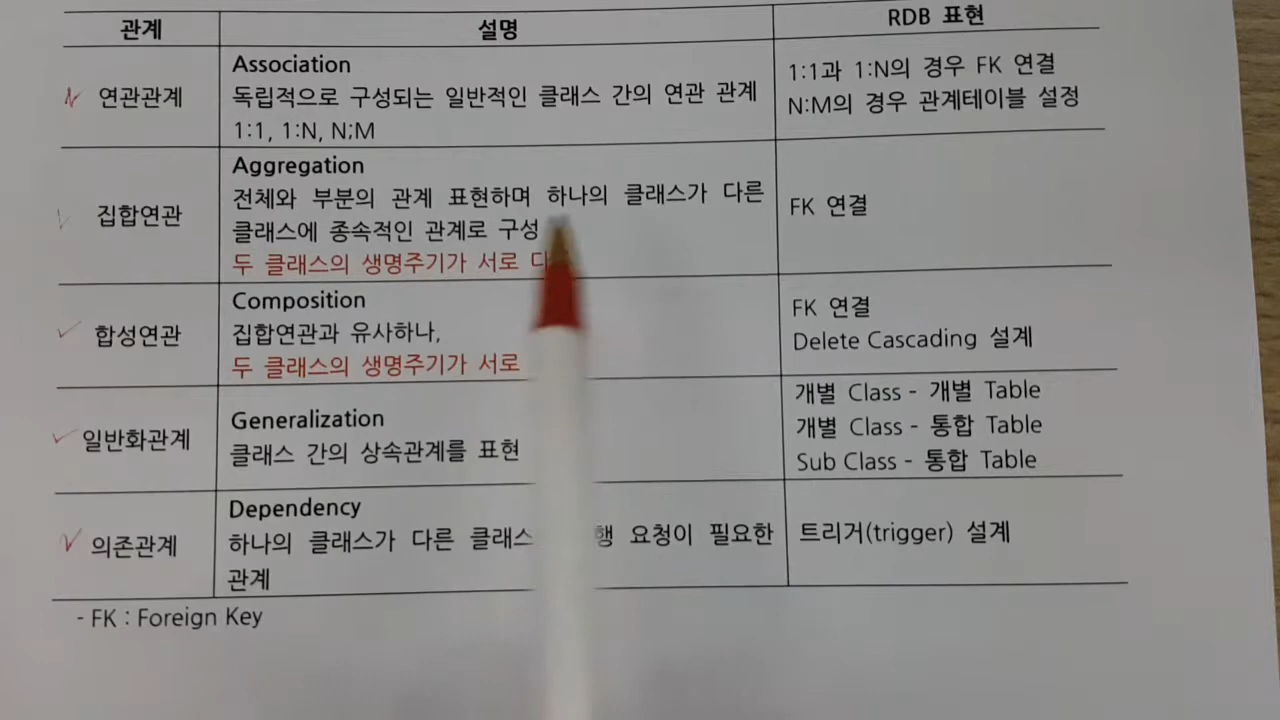 관계 설명 RDB 표현
연관관계
Association
독립적으로 구성되는 일반적인 클래스 간의 연관 관계
1:1, 1:N, N;M
1:1과 1:N의 경우 FK 연결
N:M의 경우 관계테이블 설정
집합연관
Aggregation
전체와 부분의 관계 표현하며 하나의 클래스가 다른
클래스에 종속적인 관계로 구성
두 클래스의 생명주기가 서로
FK 연결
합성연관
Composition
집합연관과 유사하나,
두 클래스의 생명주기가 서로
FK 연결
Delete Cascading 설계
일반화관계
Generalization
클래스 간의 상속관계를 표현
개별 Class - 개별 Table
개별 Class - 통합 Table
Sub Class - 통합 Table
의존관계
Dependency
하나의 클래스가 다른 요청이 필요한
관계
트리거(trigger) 설계
- FK : Foreign Key